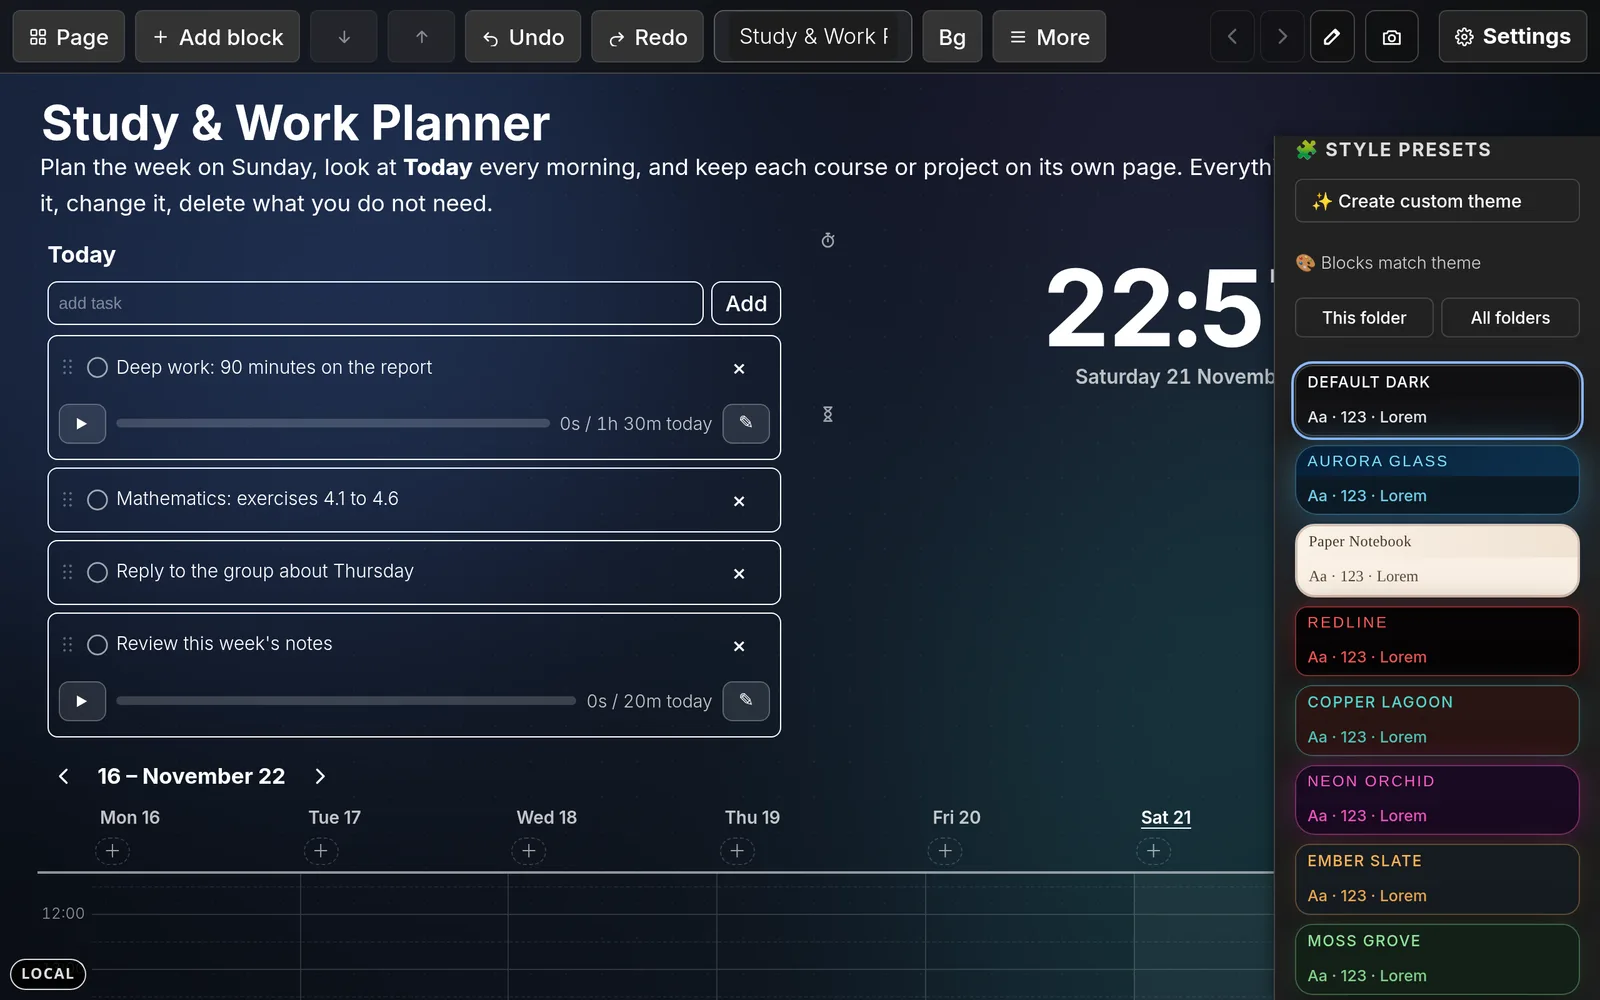 Page
+ Add block
Undo
Redo
Study & Work
Bg
More
Settings
Study & Work Planner
Plan the week on Sunday, look at Today every morning, and keep each course or project on its own page.
it, change it, delete what you do not need.
Today
add task
Add
Deep work: 90 minutes on the report
0s / 1h 30m today
Mathematics: exercises 4.1 to 4.6
Reply to the group about Thursday
Review this week's notes
0s / 20m today
22:5
Saturday 21
16 – November 22
Mon 16
Tue 17
Wed 18
Thu 19
Fri 20
Sat 21
12:00
LOCAL
STYLE PRESETS
✨ Create custom theme
🎨 Blocks match theme
This folder
All folders
DEFAULT DARK
Aa · 123 · Lorem
AURORA GLASS
Aa · 123 · Lorem
Paper Notebook
Aa · 123 · Lorem
REDLINE
Aa · 123 · Lorem
COPPER LAGOON
Aa · 123 · Lorem
NEON ORCHID
Aa · 123 · Lorem
EMBER SLATE
Aa · 123 · Lorem
MOSS GROVE
Aa · 123 · Lorem